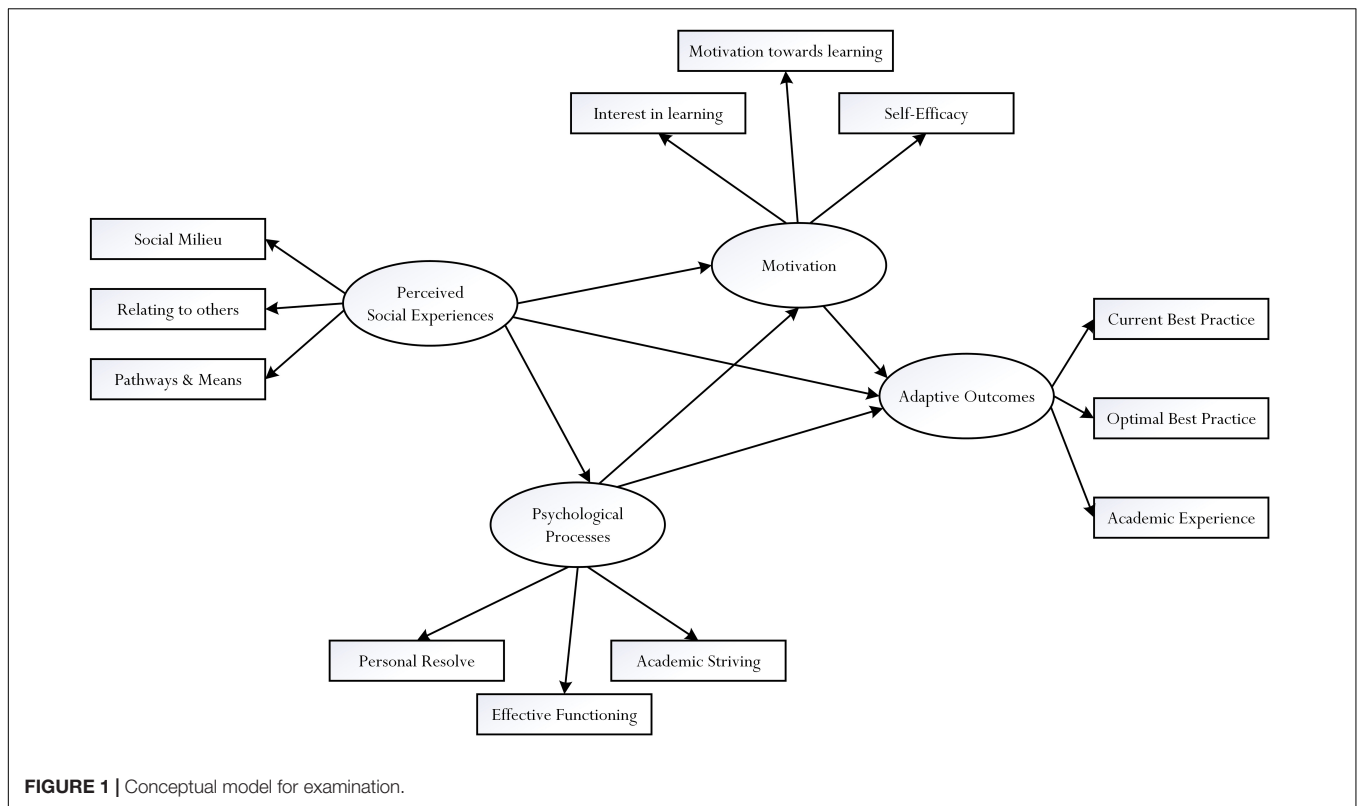 Motivation towards learning
Interest in learning
Self-Efficacy
Social Milieu
Relating to others
Pathways & Means
Perceived
Social Experiences
Motivation
Current Best Practice
Adaptive Outcomes
Optimal Best Practice
Academic Experience
Psychological
Processes
Personal Resolve
Academic Striving
Effective Functioning
FIGURE 1 | Conceptual model for examination.